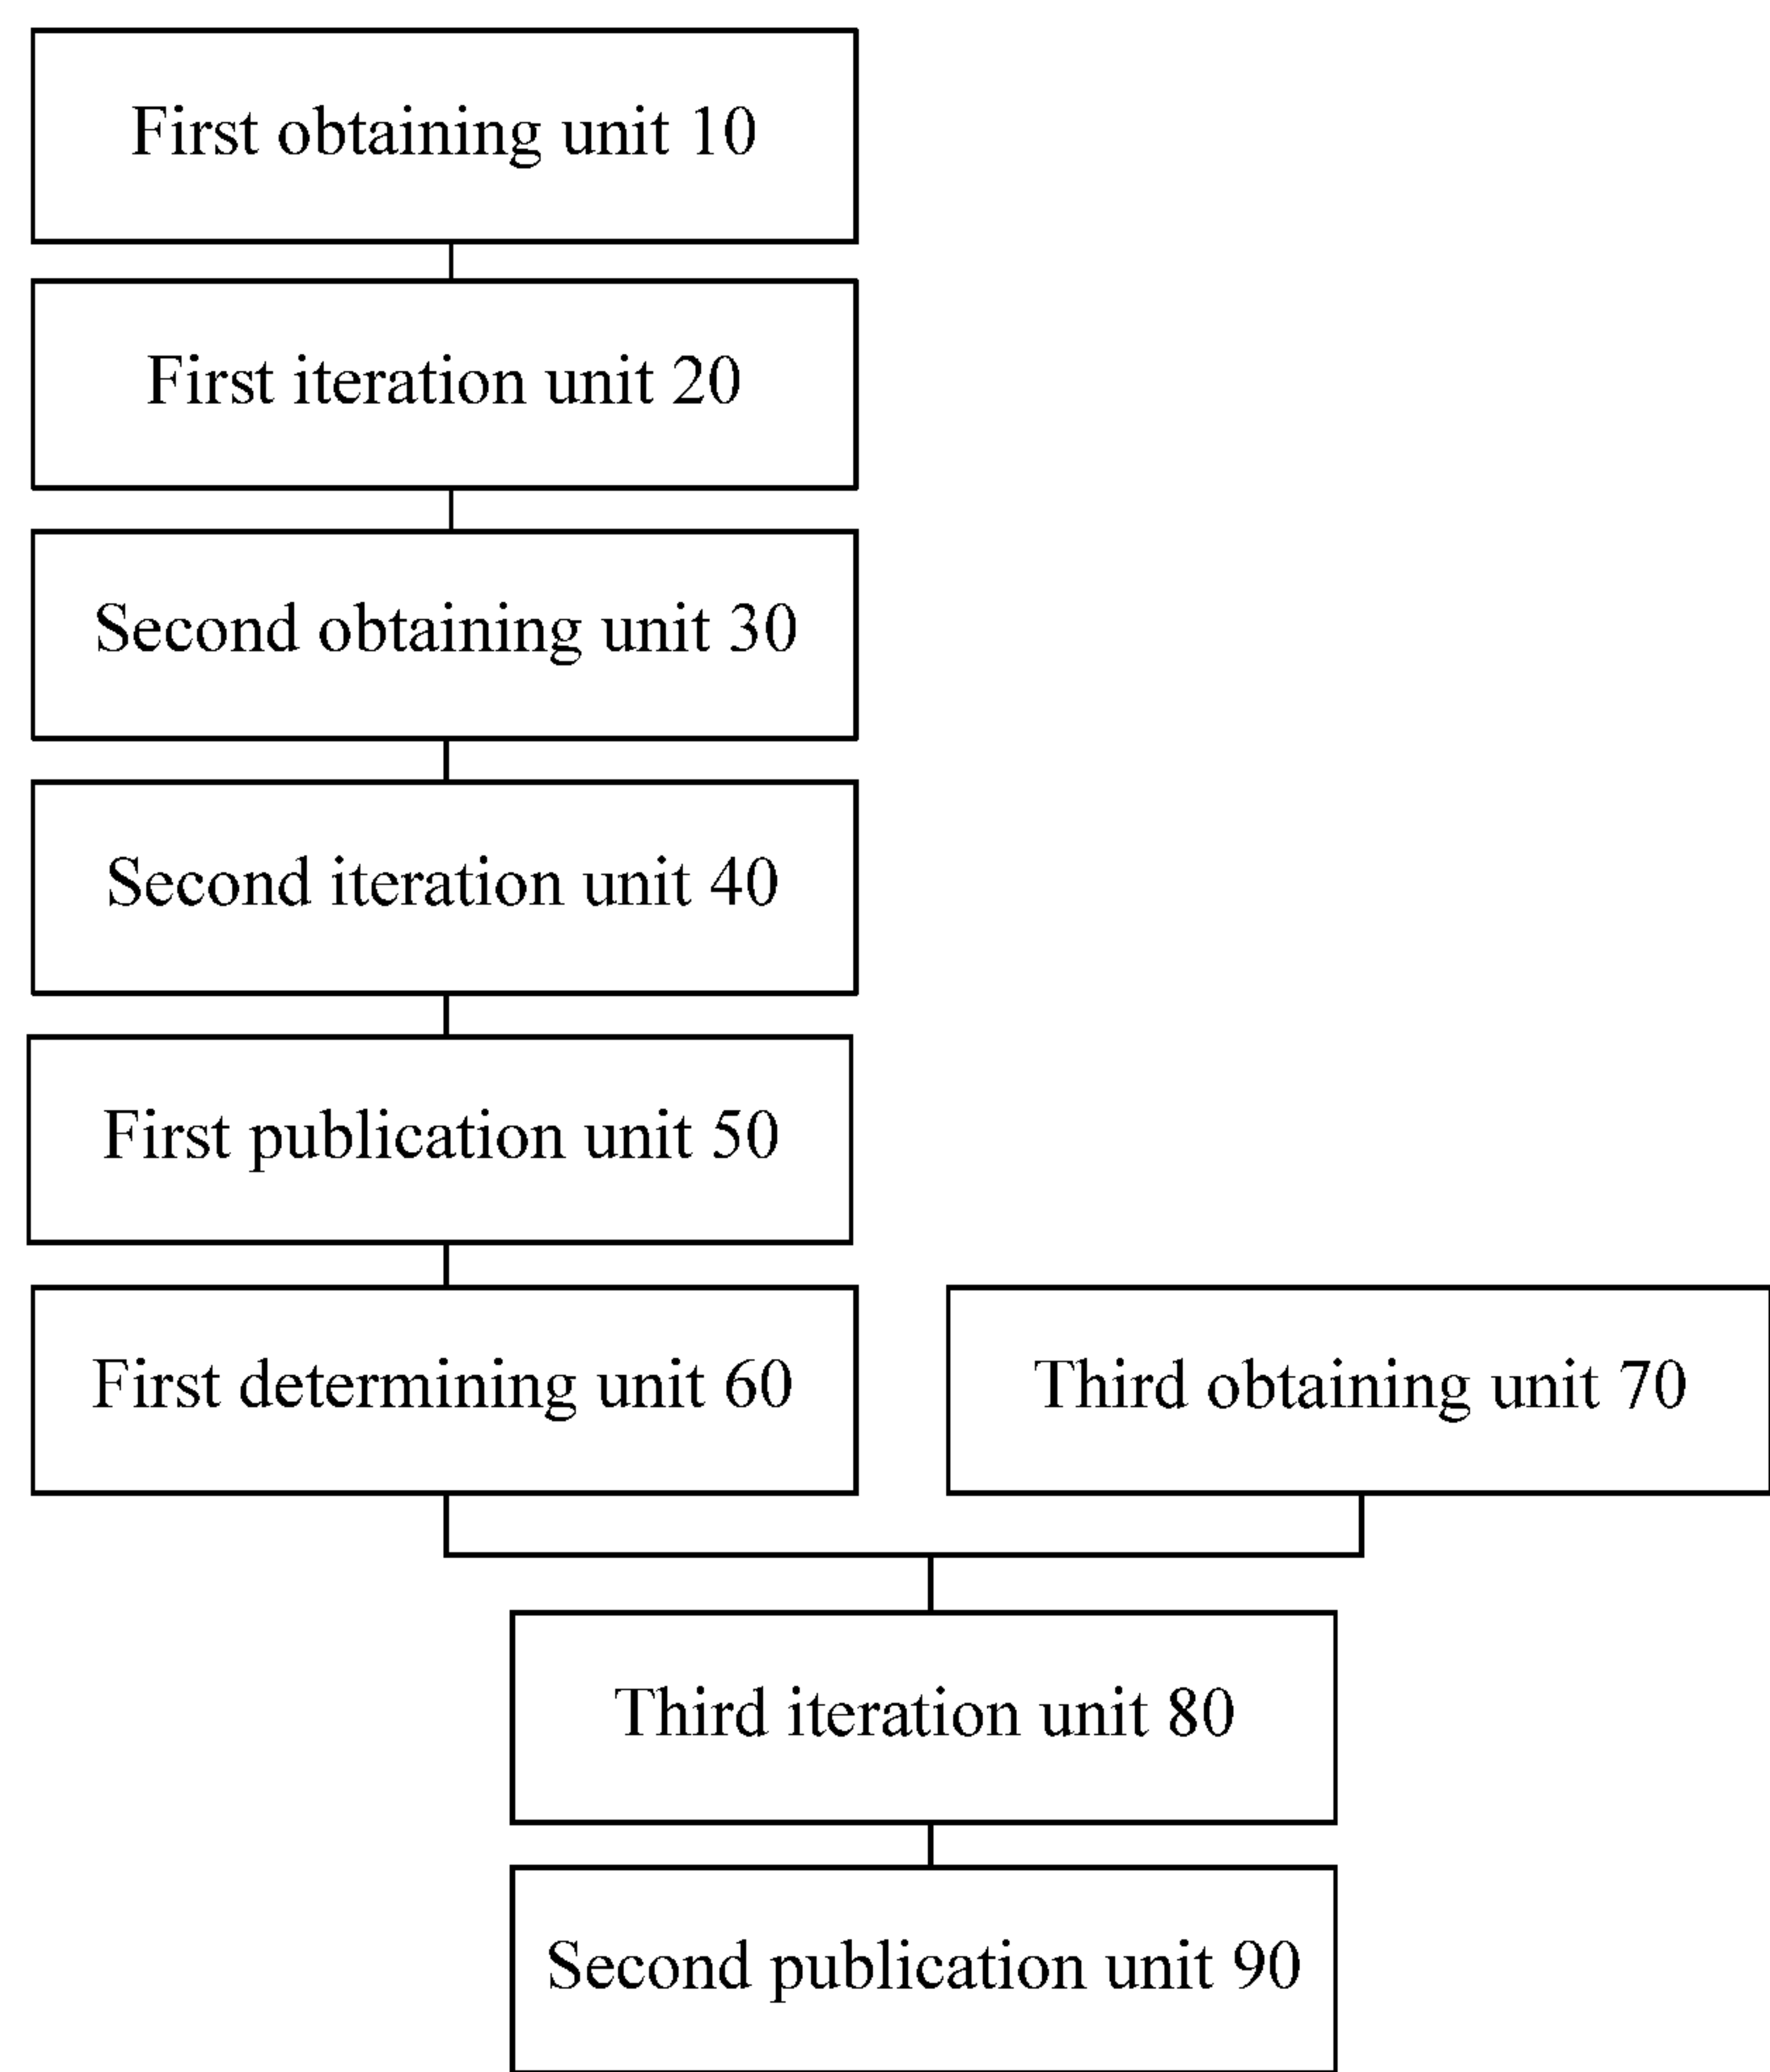 First obtaining unit 10
First iteration unit 20
Second obtaining unit 30
Second iteration unit 40
First publication unit 50
First determining unit 60
Third obtaining unit 70
Third iteration unit 80
Second publication unit 90